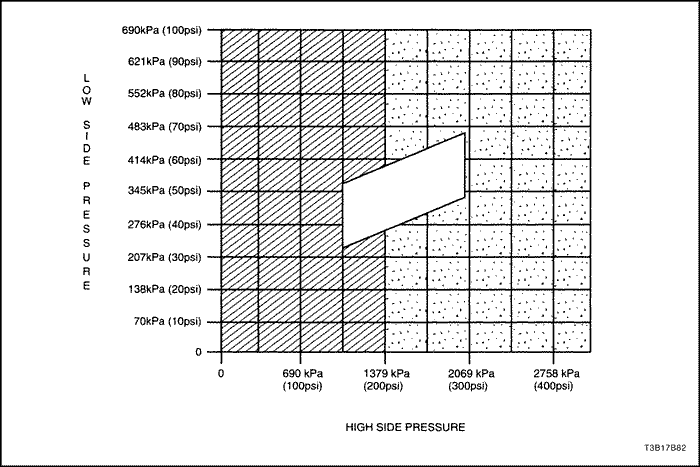 690kPa (100psi)
621kPa (90psi)
552kPa (80psi)
483kPa (70psi)
414kPa (60psi)
345kPa (50psi)
276kPa (40psi)
207kPa (30psi)
138kPa (20psi)
70kPa (10psi)
0
LOW SIDE PRESSURE
0
690 kPa
(100psi)
1379 kPa
(200psi)
2069 kPa
(300psi)
2758 kPa
(400psi)
HIGH SIDE PRESSURE
T3B17B82